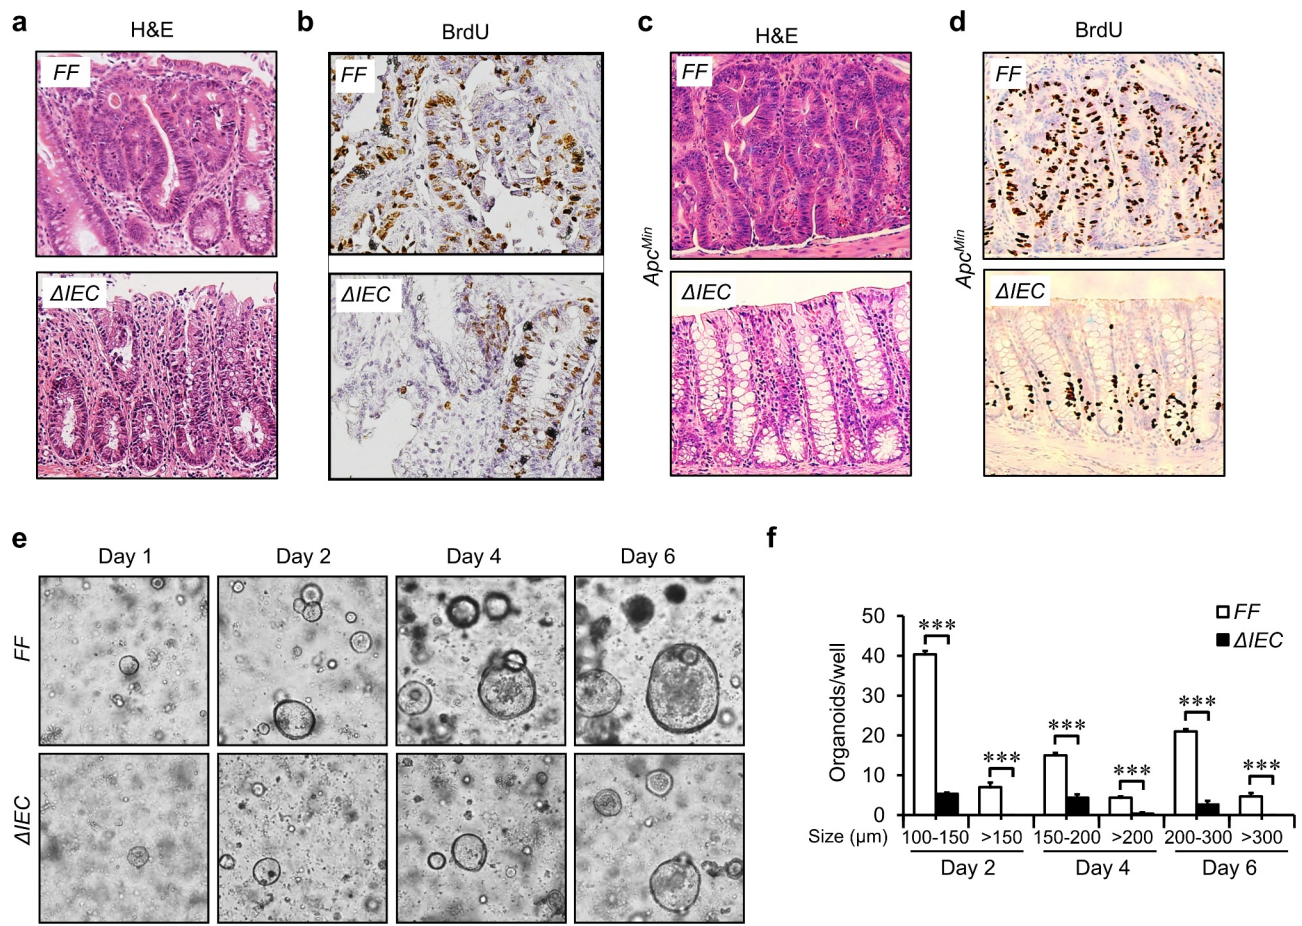 a
H&E
FF
ΔIEC
b
BrdU
FF
ΔIEC
c
H&E
Apc^Min
FF
ΔIEC
d
BrdU
Apc^Min
FF
ΔIEC
e
Day 1 Day 2 Day 4 Day 6
FF
ΔIEC
f
FF
ΔIEC
Organoids/well
50
40
30
20
10
0
*** *** *** *** *** ***
Size (µm) 100-150 >150 150-200 >200 200-300 >300
Day 2 Day 4 Day 6